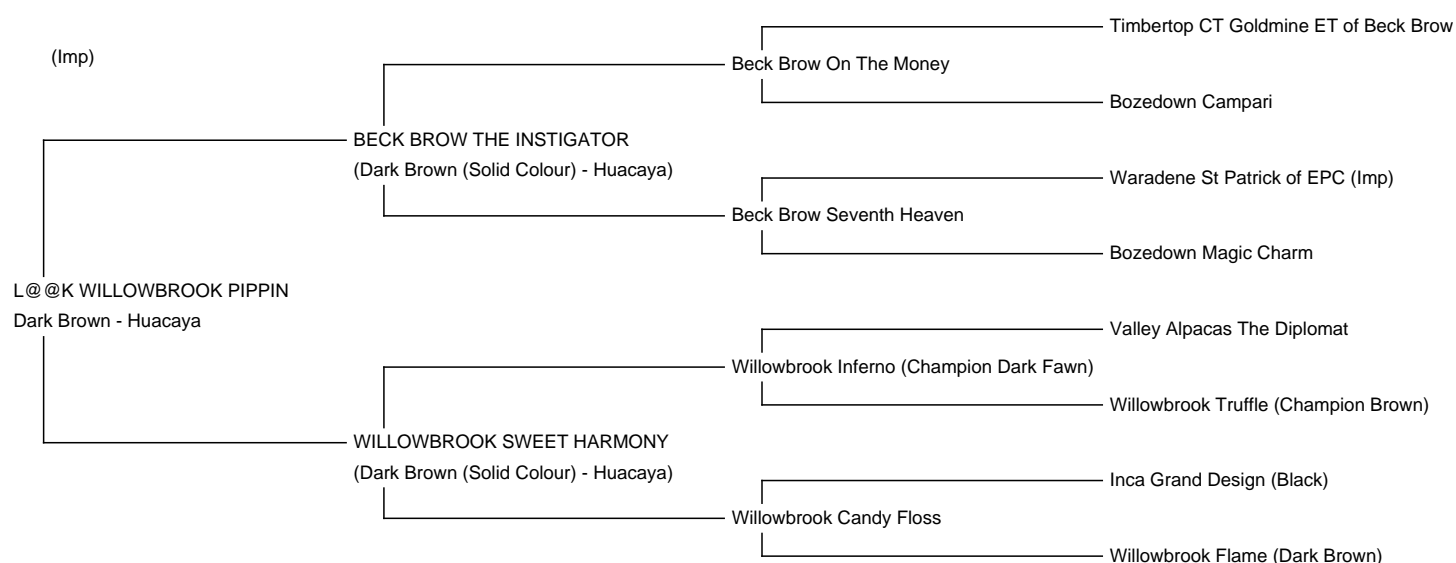 Timbertop CT Goldmine ET of Beck Brow
(Imp)
Beck Brow On The Money
Bozedown Campari
BECK BROW THE INSTIGATOR
(Dark Brown (Solid Colour) - Huacaya)
Waradene St Patrick of EPC (Imp)
Beck Brow Seventh Heaven
Bozedown Magic Charm
L@@K WILLOWBROOK PIPPIN
Dark Brown - Huacaya
Valley Alpacas The Diplomat
Willowbrook Inferno (Champion Dark Fawn)
Willowbrook Truffle (Champion Brown)
WILLOWBROOK SWEET HARMONY
(Dark Brown (Solid Colour) - Huacaya)
Inca Grand Design (Black)
Willowbrook Candy Floss
Willowbrook Flame (Dark Brown)